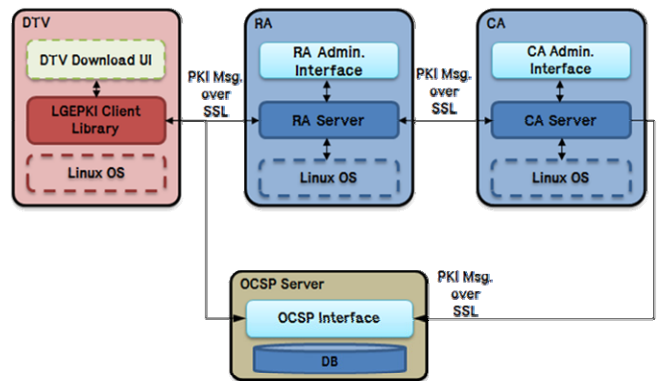 DTV
DTV Download UI
LGEPKI Client
Library
Linux OS
PKI Msg.
over
SSL
RA
RA Admin.
Interface
RA Server
Linux OS
PKI Msg.
over
SSL
CA
CA Admin.
Interface
CA Server
Linux OS
OCSP Server
OCSP Interface
DB
PKI Msg.
over
SSL